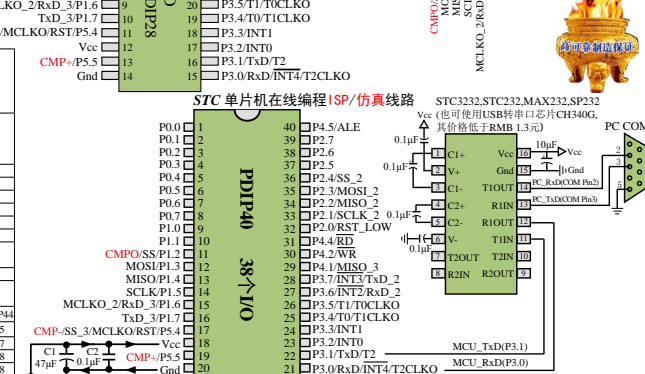 KLO_2/RxD_3/P1.6 9
TxD_3/P1.7 10
/MCLKO/RST/P5.4 11
Vcc 12
CMP+/P5.5 13
Gnd 14
PDIP28
20 P3.5/T1/T0CLKO
19 P3.4/T0/T1CLKO
18 P3.3/INT1
17 P3.2/INT0
16 P3.1/TxD/T2
15 P3.0/RxD/INT4/T2CLKO
CMPO/
MCLKO_2/RxD
高可靠制造保证
STC 单片机在线编程ISP/仿真线路
P0.0 1
P0.1 2
P0.2 3
P0.3 4
P0.4 5
P0.5 6
P0.6 7
P0.7 8
P1.0 9
P1.1 10
CMPO/SS/P1.2 11
MOSI/P1.3 12
MISO/P1.4 13
SCLK/P1.5 14
MCLKO_2/RxD_3/P1.6 15
TxD_3/P1.7 16
CMP-/SS_3/MCLKO/RST/P5.4 17
Vcc 18
CMP+/P5.5 19
Gnd 20
C1
47μF
C2
0.1μF
PDIP40 38个I/O
40 P4.5/ALE
39 P2.7
38 P2.6
37 P2.5
36 P2.4/SS_2
35 P2.3/MOSI_2
34 P2.2/MISO_2
33 P2.1/SCLK_2
32 P2.0/RST_LOW
31 P4.4/RD
30 P4.2/WR
29 P4.1/MISO_3
28 P3.7/INT3/TxD_2
27 P3.6/INT2/RxD_2
26 P3.5/T1/T0CLKO
25 P3.4/T0/T1CLKO
24 P3.3/INT1
23 P3.2/INT0
22 P3.1/TxD/T2
21 P3.0/RxD/INT4/T2CLKO
STC3232,STC232,MAX232,SP232
(也可使用USB转串口芯片CH340G,
其价格低于RMB 1.3元)
Vcc
0.1μF
0.1μF
0.1μF
0.1μF
1 C1+
2 V+
3 C1-
4 C2+
5 C2-
6 V-
7 T2OUT
8 R2IN
Vcc 16
Gnd 15
T1OUT 14
R1IN 13
R1OUT 12
T1IN 11
T2IN 10
R2OUT 9
10μF
Vcc
Gnd
PC_RxD(COM Pin2)
PC_TxD(COM Pin3)
PC COM
2
3
5
MCU_TxD(P3.1)
MCU_RxD(P3.0)
P44